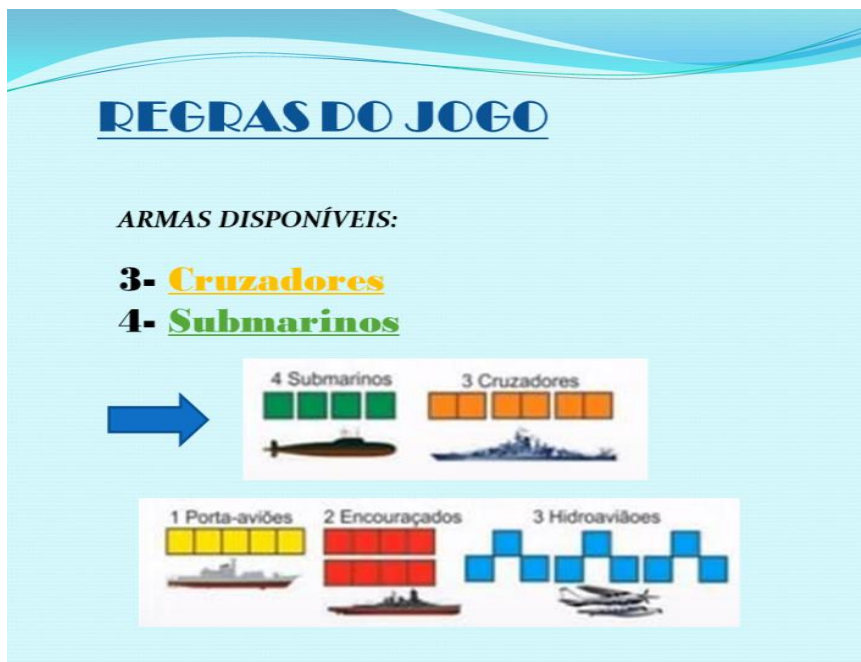 REGRAS DO JOGO
ARMAS DISPONÍVEIS:
3- Cruzadores
4- Submarinos
4 Submarinos 3 Cruzadores
1 Porta-aviões 2 Encouraçados 3 Hidroaviãoes